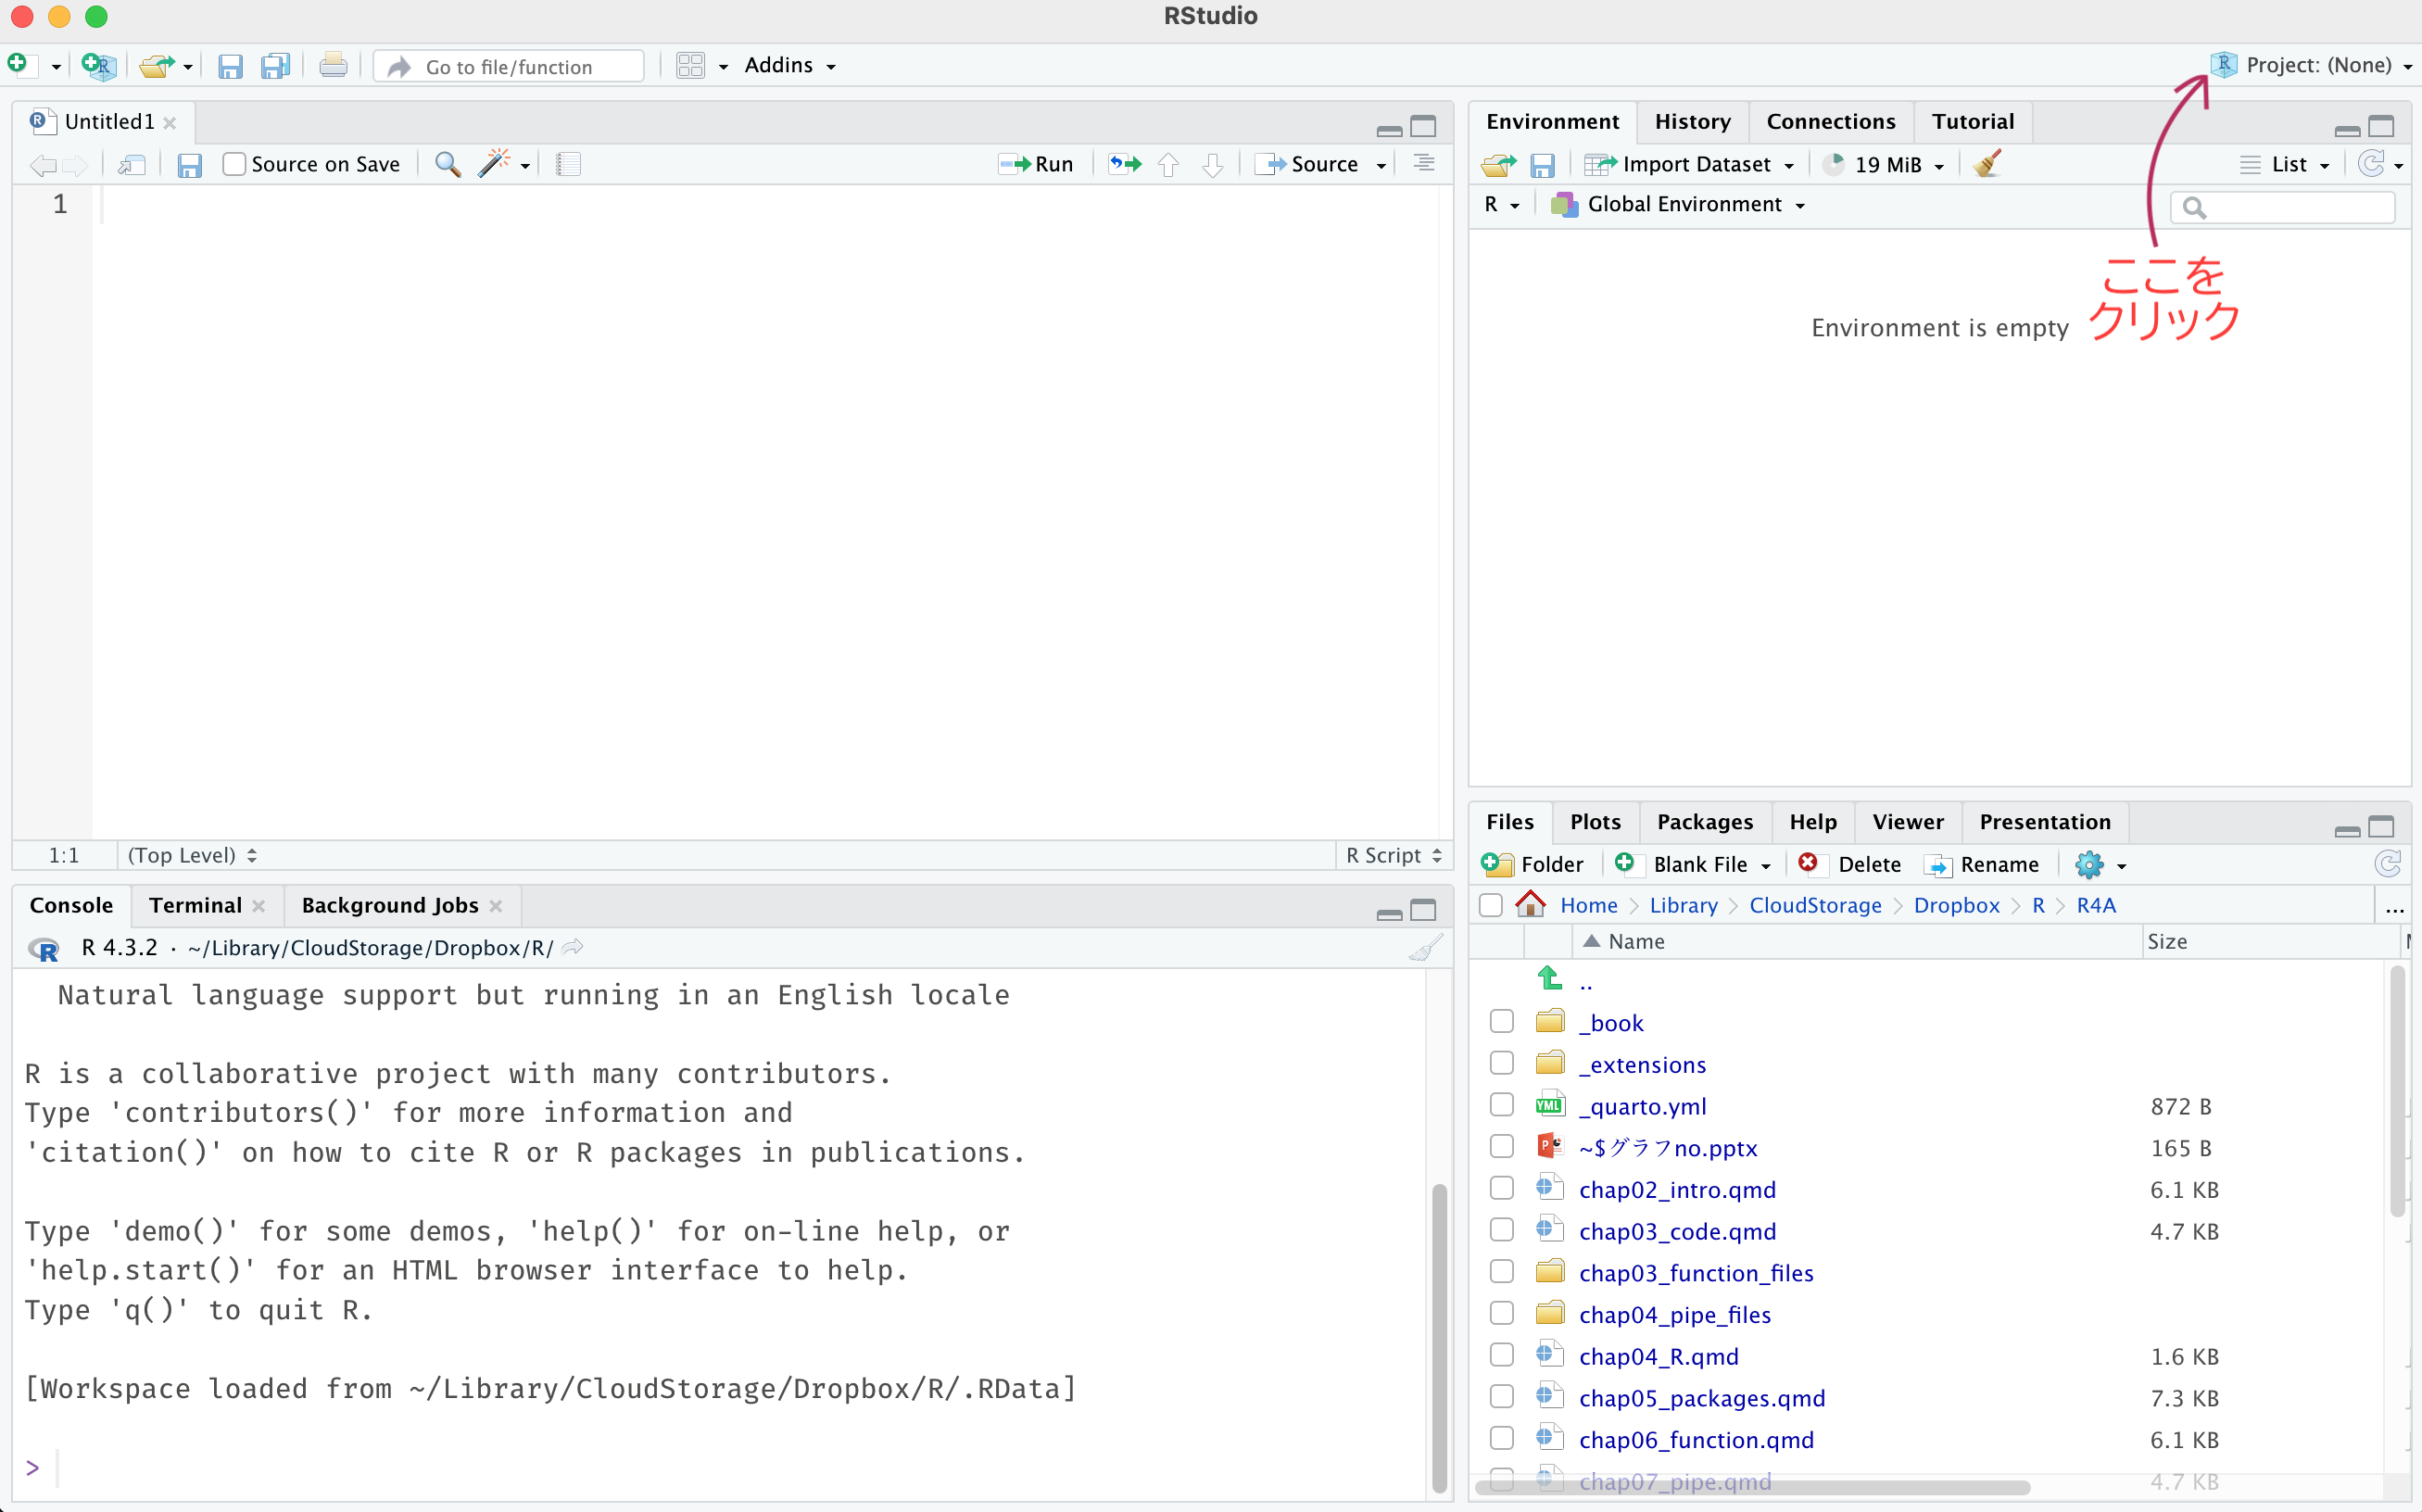 RStudio
Go to file/function
Addins
Project: (None)
Untitled1
Source on Save
Run
Source
1
1:1
(Top Level)
R Script
Console
Terminal
Background Jobs
R 4.3.2 · ~/Library/CloudStorage/Dropbox/R/
Natural language support but running in an English locale
R is a collaborative project with many contributors.
Type 'contributors()' for more information and
'citation()' on how to cite R or R packages in publications.
Type 'demo()' for some demos, 'help()' for on-line help, or
'help.start()' for an HTML browser interface to help.
Type 'q()' to quit R.
[Workspace loaded from ~/Library/CloudStorage/Dropbox/R/.RData]
>
Environment
History
Connections
Tutorial
Import Dataset
19 MiB
List
R
Global Environment
ここを
クリック
Environment is empty
Files
Plots
Packages
Help
Viewer
Presentation
Folder
Blank File
Delete
Rename
Home
Library
CloudStorage
Dropbox
R
R4A
...
Name
Size
..
_book
_extensions
_quarto.yml 872 B
~$グラフno.pptx 165 B
chap02_intro.qmd 6.1 KB
chap03_code.qmd 4.7 KB
chap03_function_files
chap04_pipe_files
chap04_R.qmd 1.6 KB
chap05_packages.qmd 7.3 KB
chap06_function.qmd 6.1 KB
chap07_pipe.qmd 4.7 KB